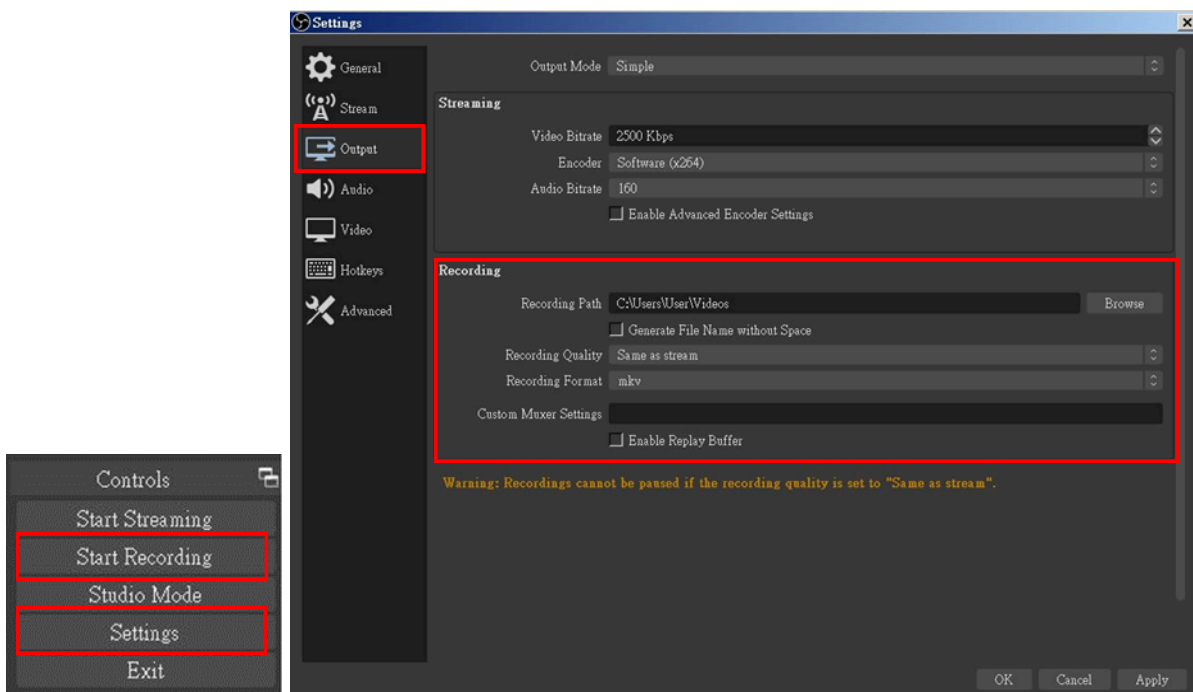 Settings
General
Stream
Output
Audio
Video
Hotkeys
Advanced
Output Mode Simple
Streaming
Video Bitrate 2500 Kbps
Encoder Software (x264)
Audio Bitrate 160
Enable Advanced Encoder Settings
Recording
Recording Path C:\Users\User\Videos Browse
Generate File Name without Space
Recording Quality Same as stream
Recording Format mkv
Custom Muxer Settings
Enable Replay Buffer
Warning: Recordings cannot be paused if the recording quality is set to "Same as stream".
OK Cancel Apply
Controls
Start Streaming
Start Recording
Studio Mode
Settings
Exit